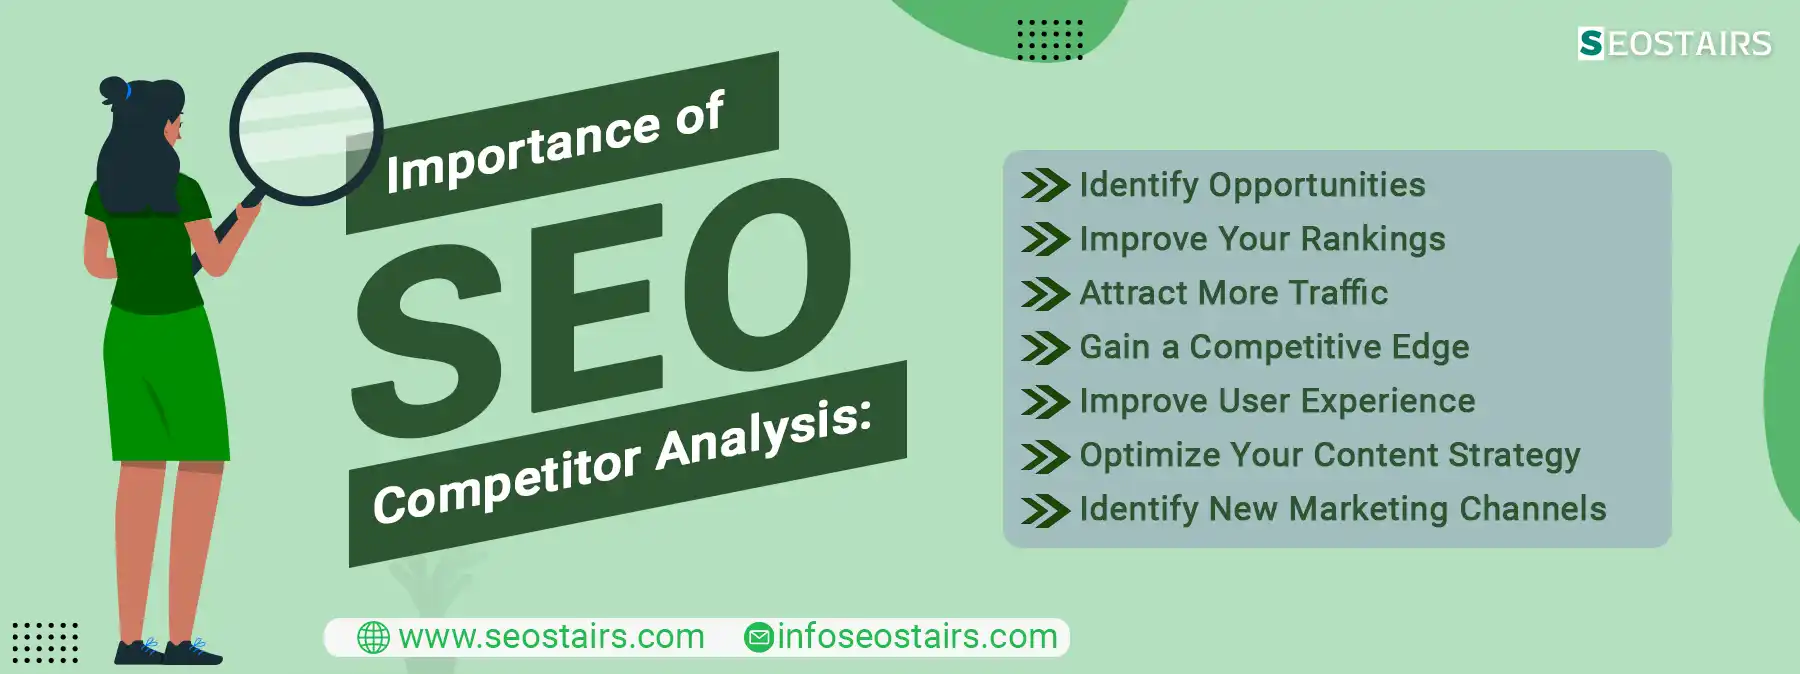 SEOSTAIRS
Importance of
SEO
Competitor Analysis:
Identify Opportunities
Improve Your Rankings
Attract More Traffic
Gain a Competitive Edge
Improve User Experience
Optimize Your Content Strategy
Identify New Marketing Channels
www.seostairs.com
infoseostairs.com